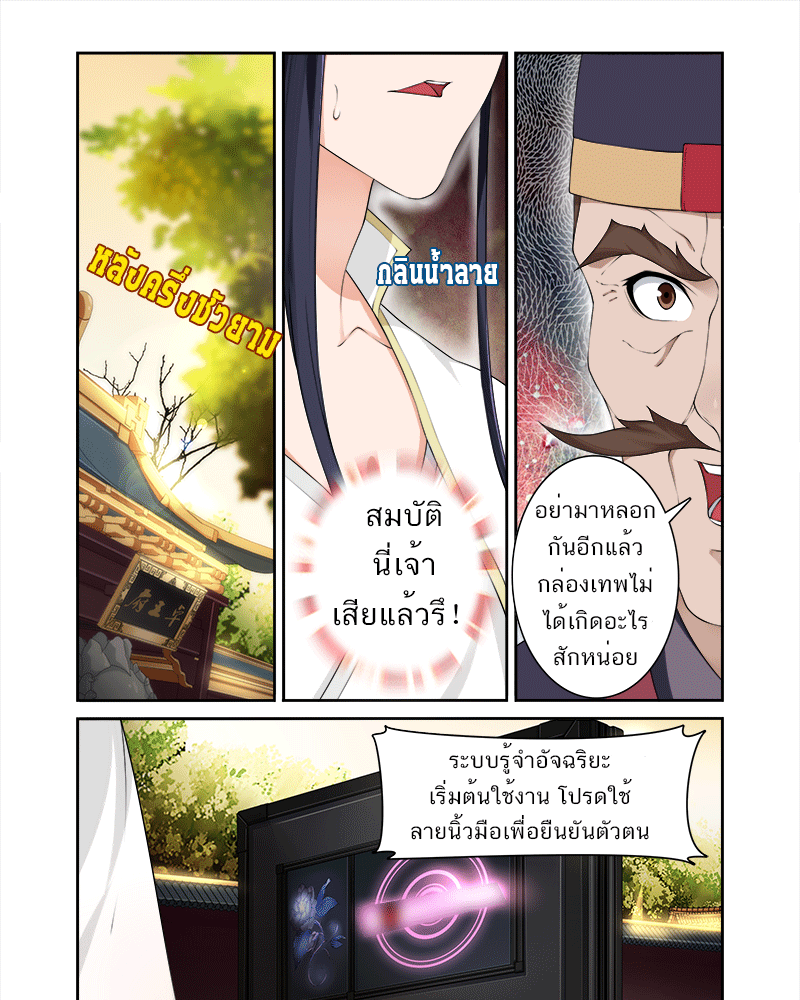 หลังครึ่งชั่วยาม
平王府
กลืนน้ำลาย
สมบัติ
นี่เจ้า
เสียแล้วรึ !
อย่ามาหลอก
กันอีกแล้ว
กล่องเทพไม่
ได้เกิดอะไร
สักหน่อย
ระบบรู้จำอัจฉริยะ
เริ่มต้นใช้งาน โปรดใช้
ลายนิ้วมือเพื่อยืนยันตัวตน